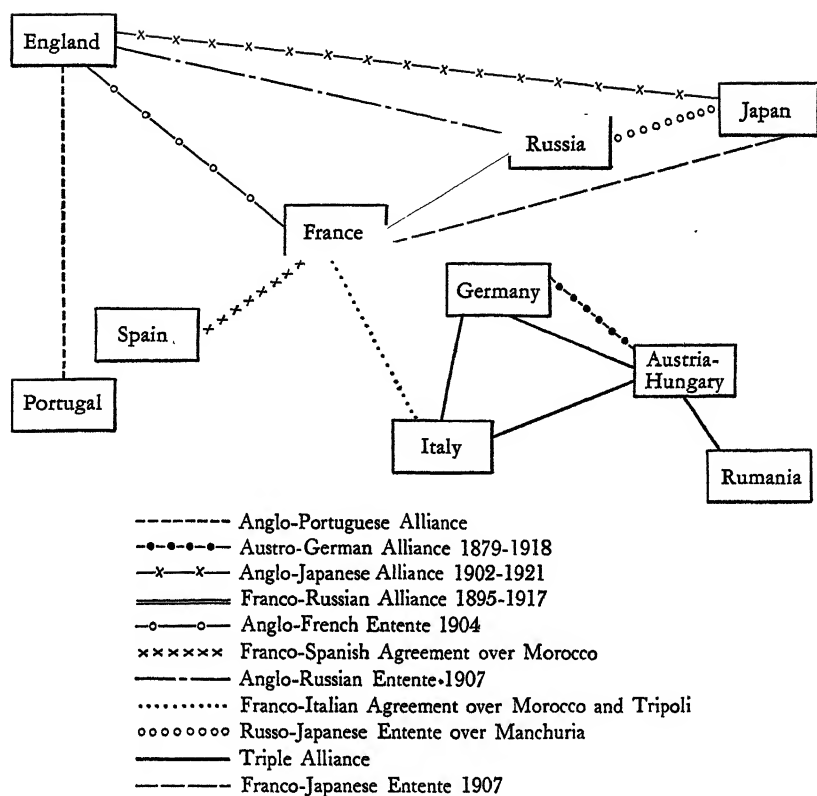 England
Japan
Russia
France
Germany
Spain
Austria-
Hungary
Portugal
Italy
Rumania
Anglo-Portuguese Alliance
Austro-German Alliance 1879-1918
Anglo-Japanese Alliance 1902-1921
Franco-Russian Alliance 1895-1917
Anglo-French Entente 1904
Franco-Spanish Agreement over Morocco
Anglo-Russian Entente 1907
Franco-Italian Agreement over Morocco and Tripoli
Russo-Japanese Entente over Manchuria
Triple Alliance
Franco-Japanese Entente 1907